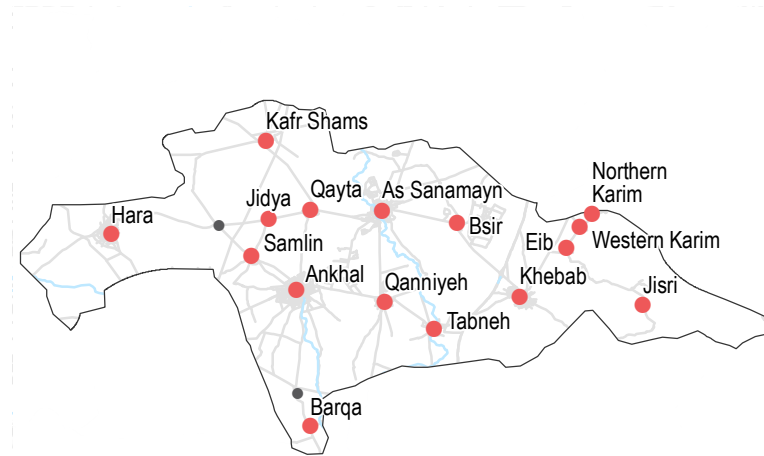 Kafr Shams
Northern
Karim
Jidya
Qayta
As Sanamayn
Hara
Bsir
Eib
Western Karim
Samlin
Ankhal
Qanniyeh
Khebab
Jisri
Tabneh
Barqa